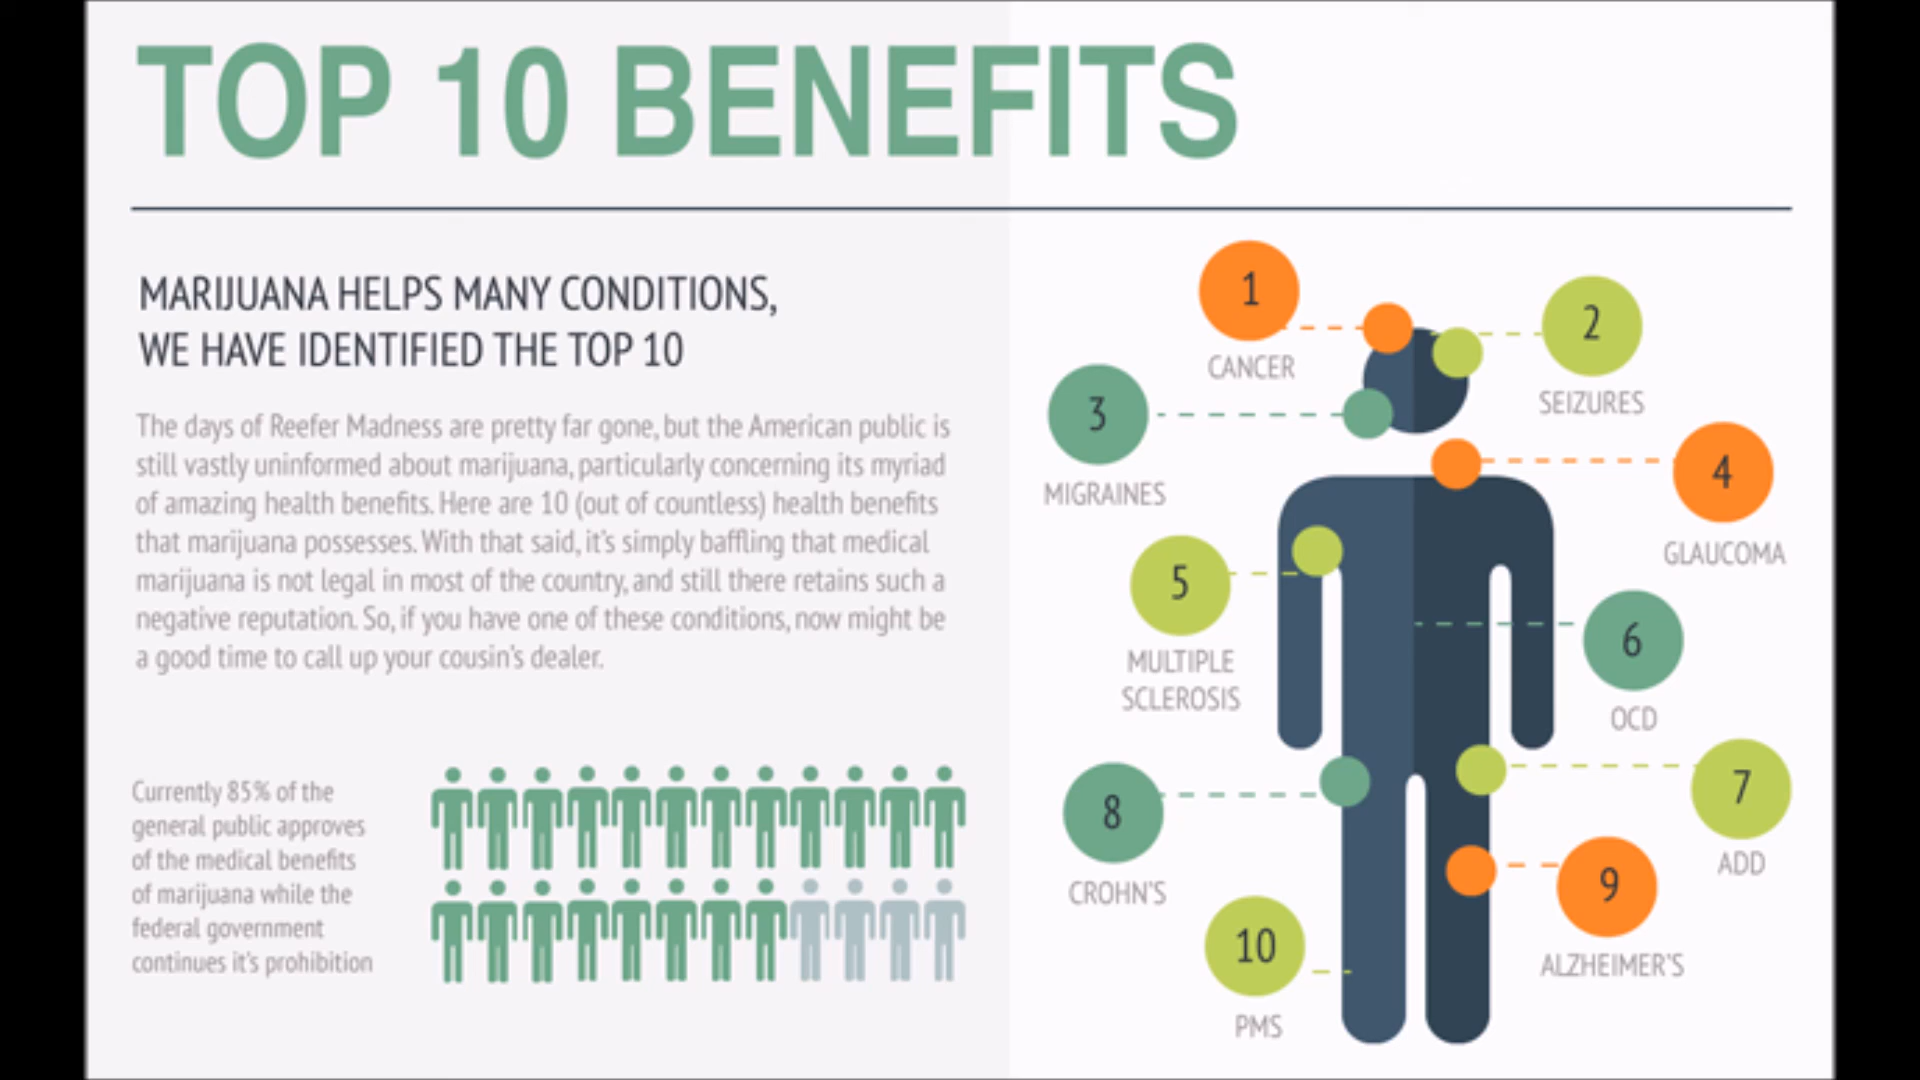 TOP 10 BENEFITS
MARIJUANA HELPS MANY CONDITIONS,
WE HAVE IDENTIFIED THE TOP 10
The days of Reefer Madness are pretty far gone, but the American public is
still vastly uninformed about marijuana, particularly concerning its myriad
of amazing health benefits. Here are 10 (out of countless) health benefits
that marijuana possesses. With that said, it's simply baffling that medical
marijuana is not legal in most of the country, and still there retains such a
negative reputation. So, if you have one of these conditions, now might be
a good time to call up your cousin's dealer.
Currently 85% of the
general public approves
of the medical benefits
of marijuana while the
federal government
continues it's prohibition
1
CANCER
2
SEIZURES
3
MIGRAINES
4
GLAUCOMA
5
MULTIPLE
SCLEROSIS
6
OCD
7
ADD
8
CROHN'S
9
ALZHEIMER'S
10
PMS